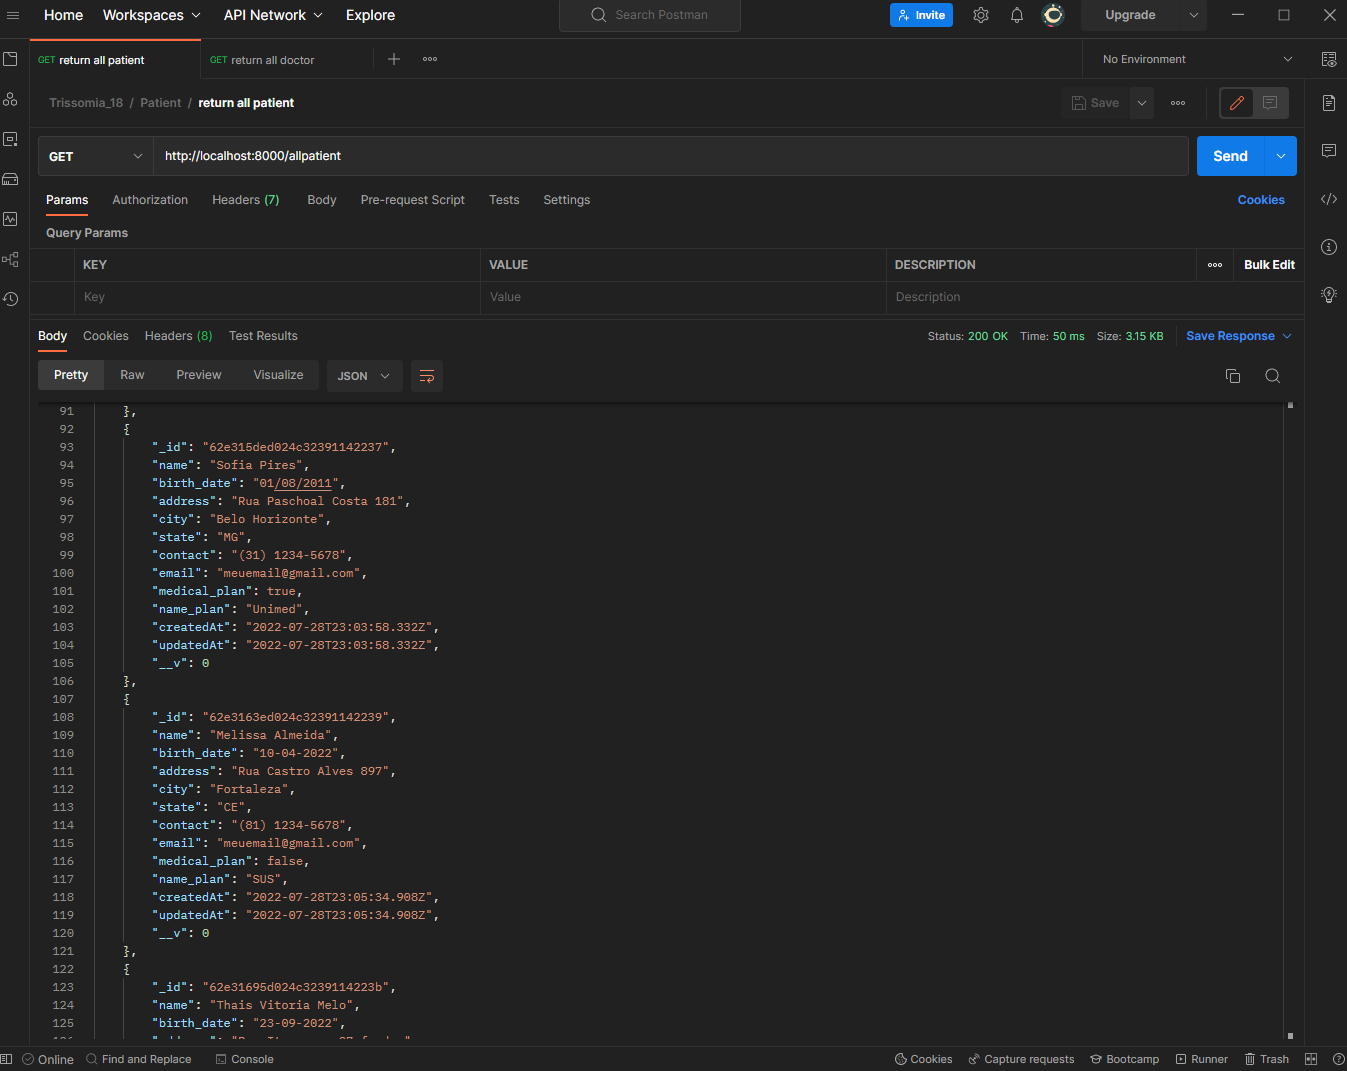 Home Workspaces API Network Explore Search Postman Invite Upgrade
GET return all patient GET return all doctor No Environment
Trissomia_18 / Patient / return all patient Save
GET http://localhost:8000/allpatient Send
Params Authorization Headers (7) Body Pre-request Script Tests Settings Cookies
Query Params
KEY VALUE DESCRIPTION Bulk Edit
Key Value Description
Body Cookies Headers (8) Test Results Status: 200 OK Time: 50 ms Size: 3.15 KB Save Response
Pretty Raw Preview Visualize JSON
91 },
92 {
93 "_id": "62e315ded024c32391142237",
94 "name": "Sofia Pires",
95 "birth_date": "01/08/2011",
96 "address": "Rua Paschoal Costa 181",
97 "city": "Belo Horizonte",
98 "state": "MG",
99 "contact": "(31) 1234-5678",
100 "email": "meuemail@gmail.com",
101 "medical_plan": true,
102 "name_plan": "Unimed",
103 "createdAt": "2022-07-28T23:03:58.332Z",
104 "updatedAt": "2022-07-28T23:03:58.332Z",
105 "__v": 0
106 },
107 {
108 "_id": "62e3163ed024c32391142239",
109 "name": "Melissa Almeida",
110 "birth_date": "10-04-2022",
111 "address": "Rua Castro Alves 897",
112 "city": "Fortaleza",
113 "state": "CE",
114 "contact": "(81) 1234-5678",
115 "email": "meuemail@gmail.com",
116 "medical_plan": false,
117 "name_plan": "SUS",
118 "createdAt": "2022-07-28T23:05:34.908Z",
119 "updatedAt": "2022-07-28T23:05:34.908Z",
120 "__v": 0
121 },
122 {
123 "_id": "62e31695d024c3239114223b",
124 "name": "Thais Vitoria Melo",
125 "birth_date": "23-09-2022",
Online Find and Replace Console Cookies Capture requests Bootcamp Runner Trash